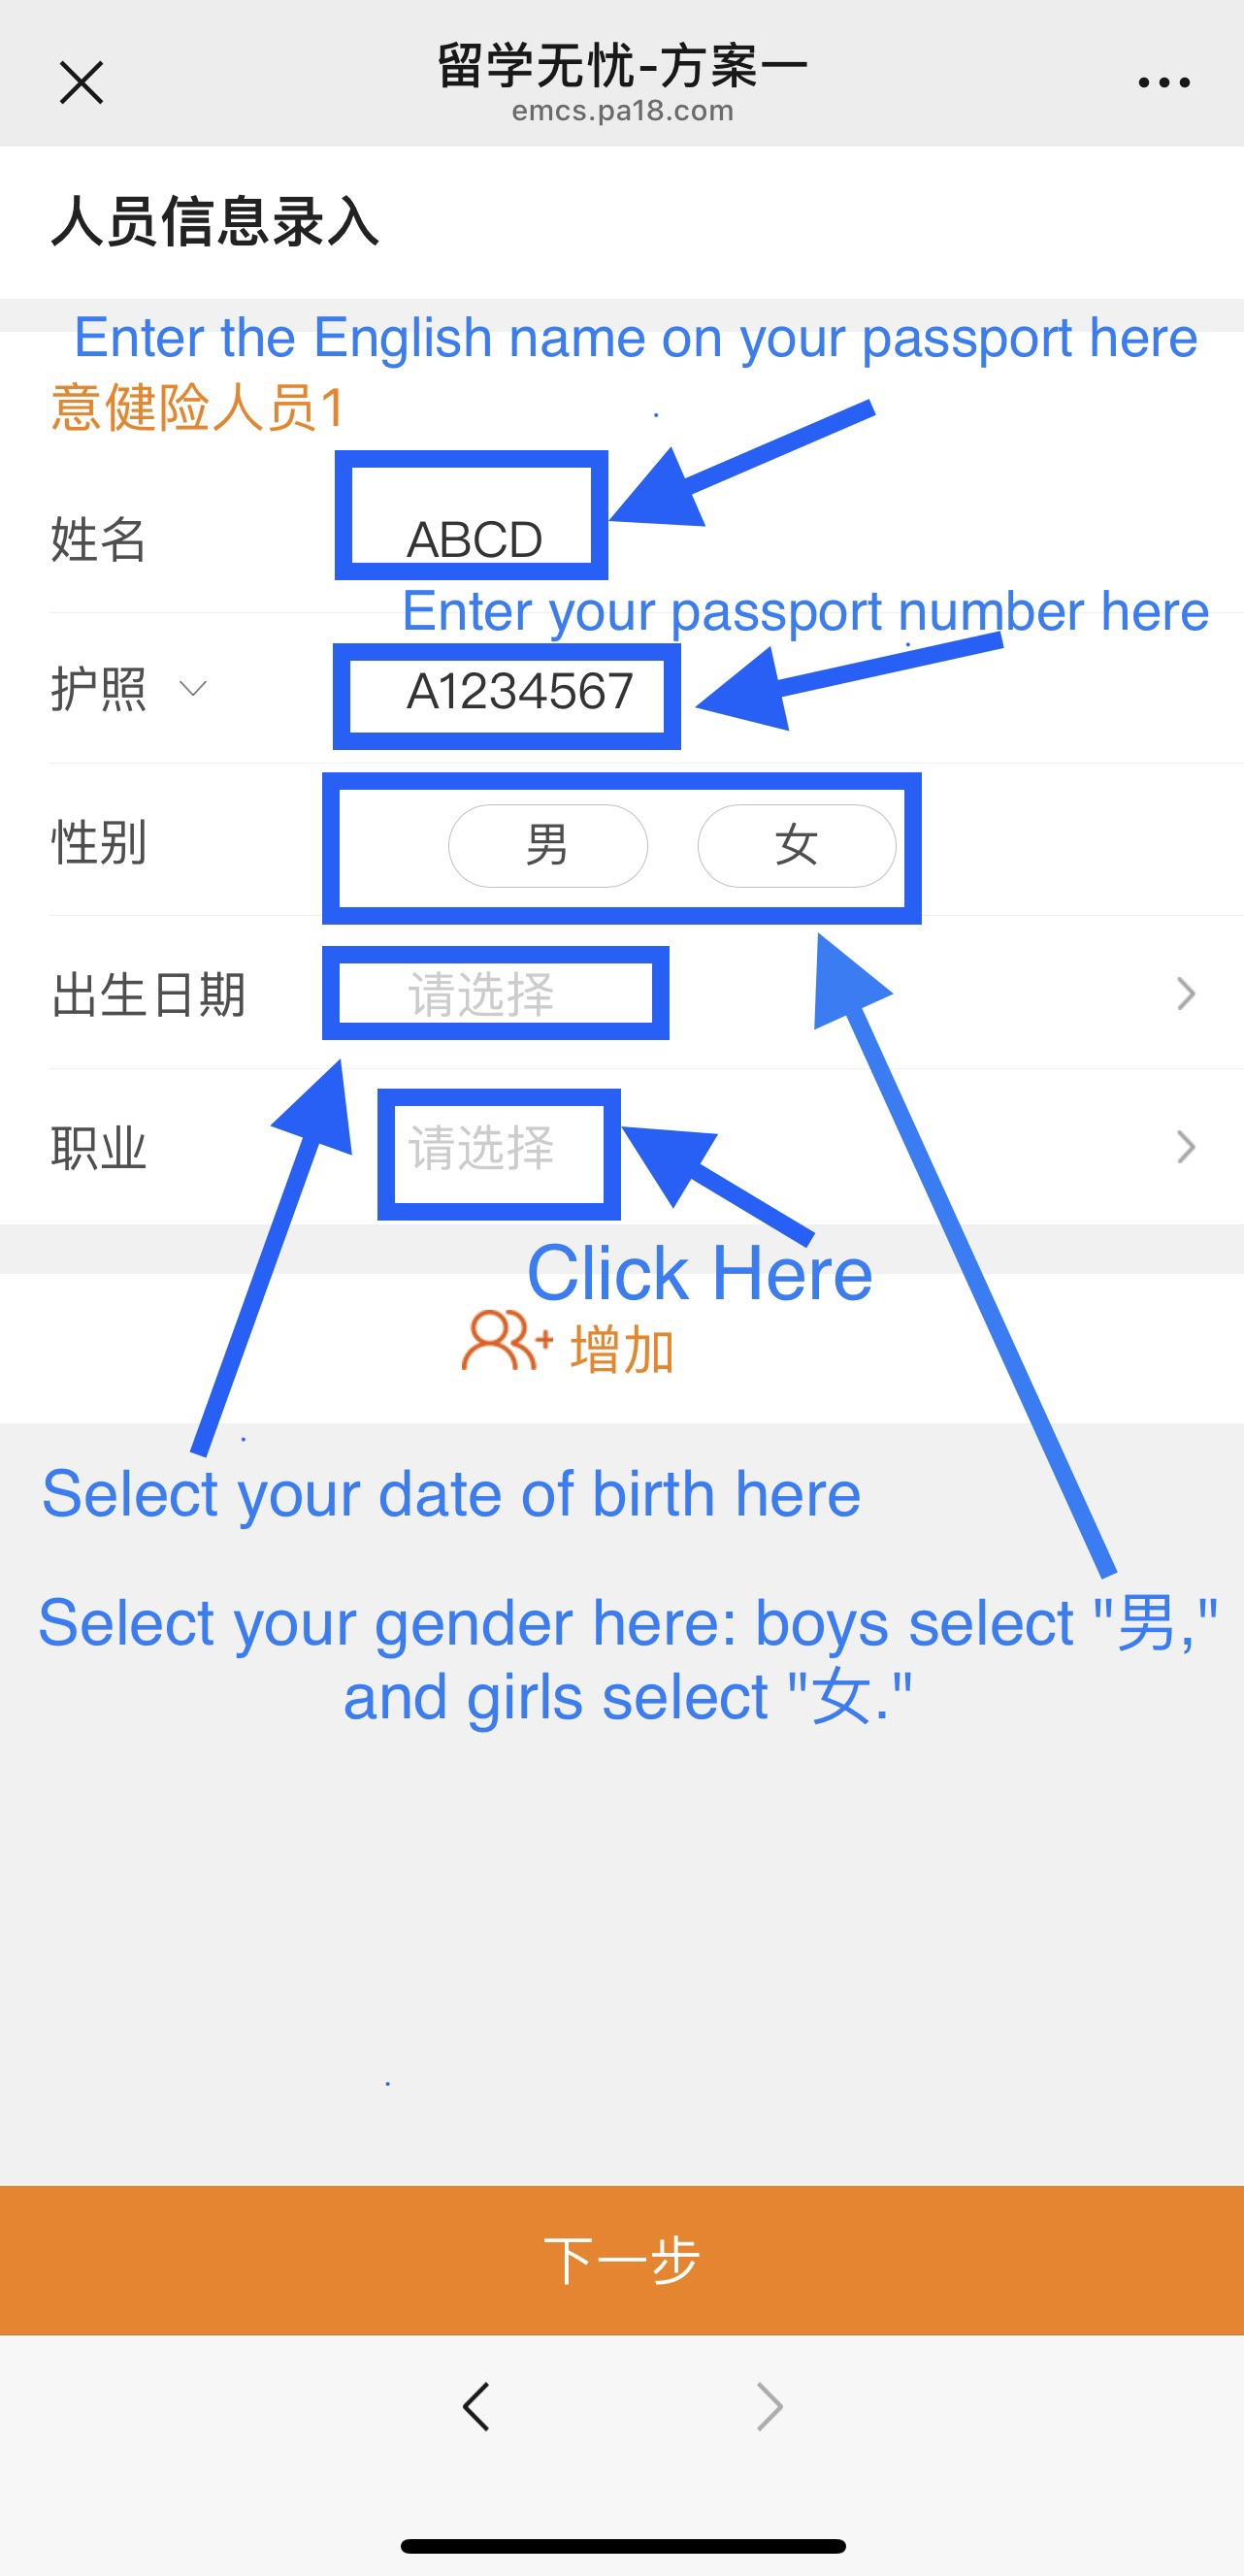 留学无忧-方案一
emcs.pa18.com
人员信息录入
Enter the English name on your passport here
意健险人员1
姓名 ABCD
Enter your passport number here
护照 A1234567
性别 男 女
出生日期 请选择
职业 请选择
Click Here
增加
Select your date of birth here
Select your gender here: boys select "男,"
and girls select "女."
下一步